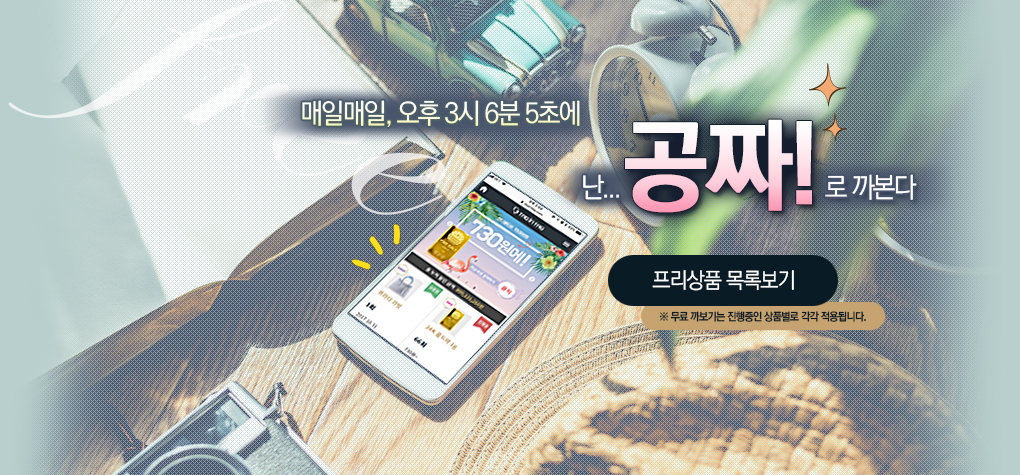 매일매일, 오후 3시 6분 5초에
난... 공짜! 로 까본다
730원에!
프리상품 목록보기
※ 무료 까보기는 진행중인 상품별로 각각 적용됩니다.